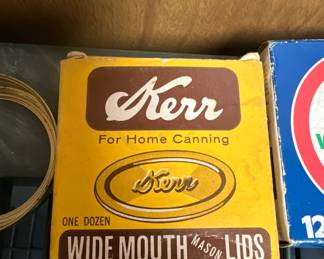 Kerr
For Home Canning
Kerr
ONE DOZEN
WIDE MOUTH MASON LIDS
12